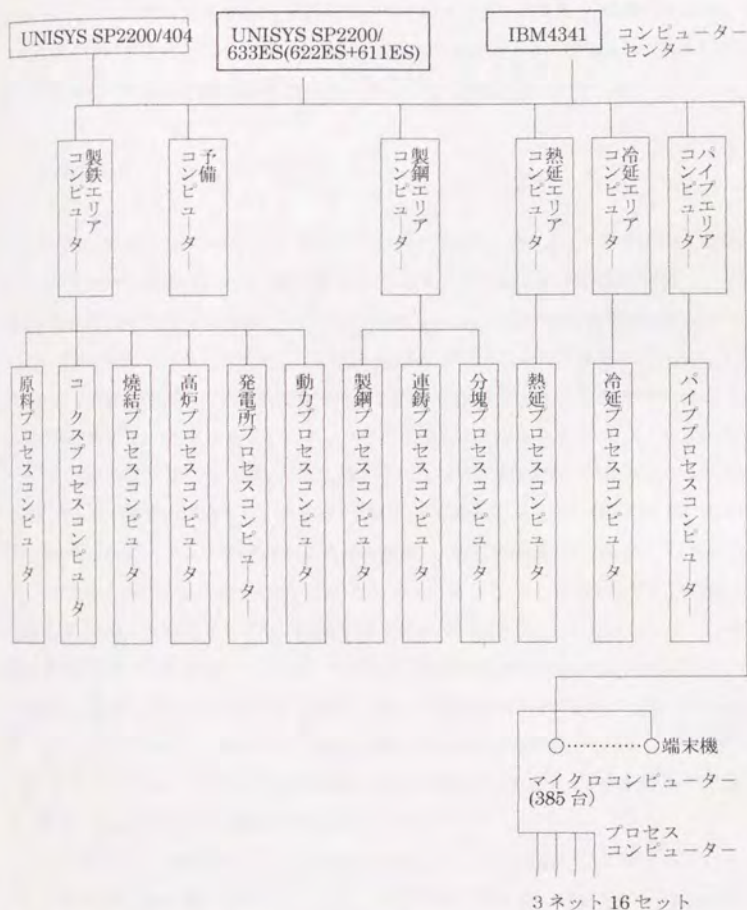 UNISYS SP2200/404
UNISYS SP2200/
633ES(622ES+611ES)
IBM4341
コンピューター
センター
製鉄エリア
コンピューター
予備
コンピューター
製鋼エリア
コンピューター
熱延エリア
コンピューター
冷延エリア
コンピューター
パイプエリア
コンピューター
原料プロセスコンピューター
コークスプロセスコンピューター
焼結プロセスコンピューター
高炉プロセスコンピューター
発電所プロセスコンピューター
動力プロセスコンピューター
製鋼プロセスコンピューター
連鋳プロセスコンピューター
分塊プロセスコンピューター
熱延プロセスコンピューター
冷延プロセスコンピューター
パイププロセスコンピューター
端末機
マイクロコンピューター
(385台)
プロセス
コンピューター
3ネット16セット